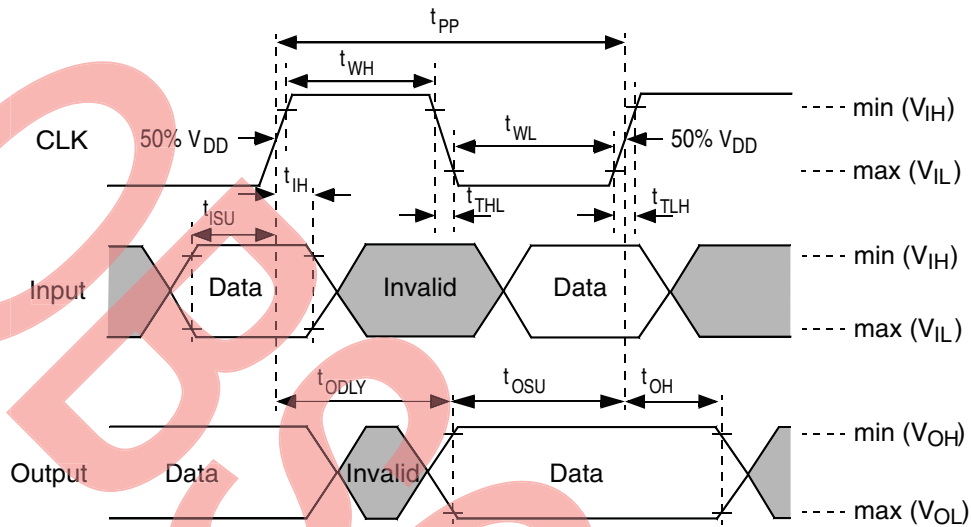 tPP
tWH
min (VIH)
CLK
50% VDD
tWL
50% VDD
max (VIL)
tIH
tISU
tTHL
tTLH
min (VIH)
Input
Data
Invalid
Data
max (VIL)
tODLY
tOSU
tOH
min (VOH)
Output
Data
Invalid
Data
max (VOL)